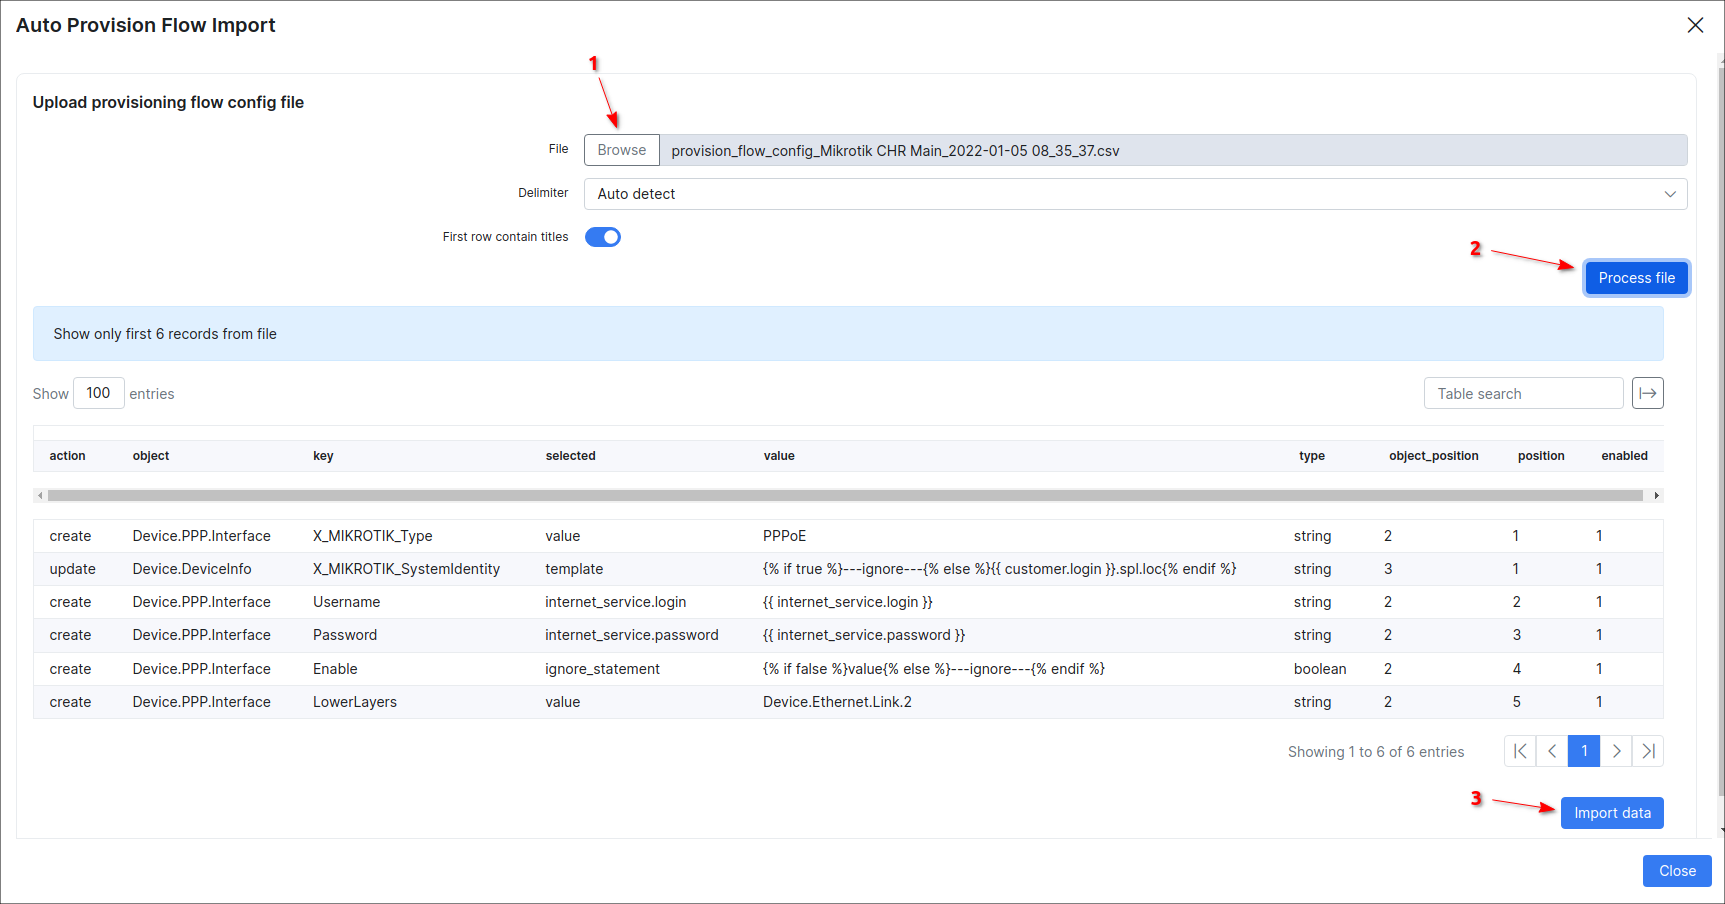 Auto Provision Flow Import
1
Upload provisioning flow config file
File Browse provision_flow_config_Mikrotik CHR Main_2022-01-05 08_35_37.csv
Delimiter Auto detect
First row contain titles
2
Process file
Show only first 6 records from file
Show 100 entries Table search
action object key selected value type object_position position enabled
create Device.PPP.Interface X_MIKROTIK_Type value PPPoE string 2 1 1
update Device.DeviceInfo X_MIKROTIK_SystemIdentity template {% if true %}---ignore---{% else %}{{ customer.login }}.spl.loc{% endif %} string 3 1 1
create Device.PPP.Interface Username internet_service.login {{ internet_service.login }} string 2 2 1
create Device.PPP.Interface Password internet_service.password {{ internet_service.password }} string 2 3 1
create Device.PPP.Interface Enable ignore_statement {% if false %}value{% else %}---ignore---{% endif %} boolean 2 4 1
create Device.PPP.Interface LowerLayers value Device.Ethernet.Link.2 string 2 5 1
Showing 1 to 6 of 6 entries 1
3
Import data
Close